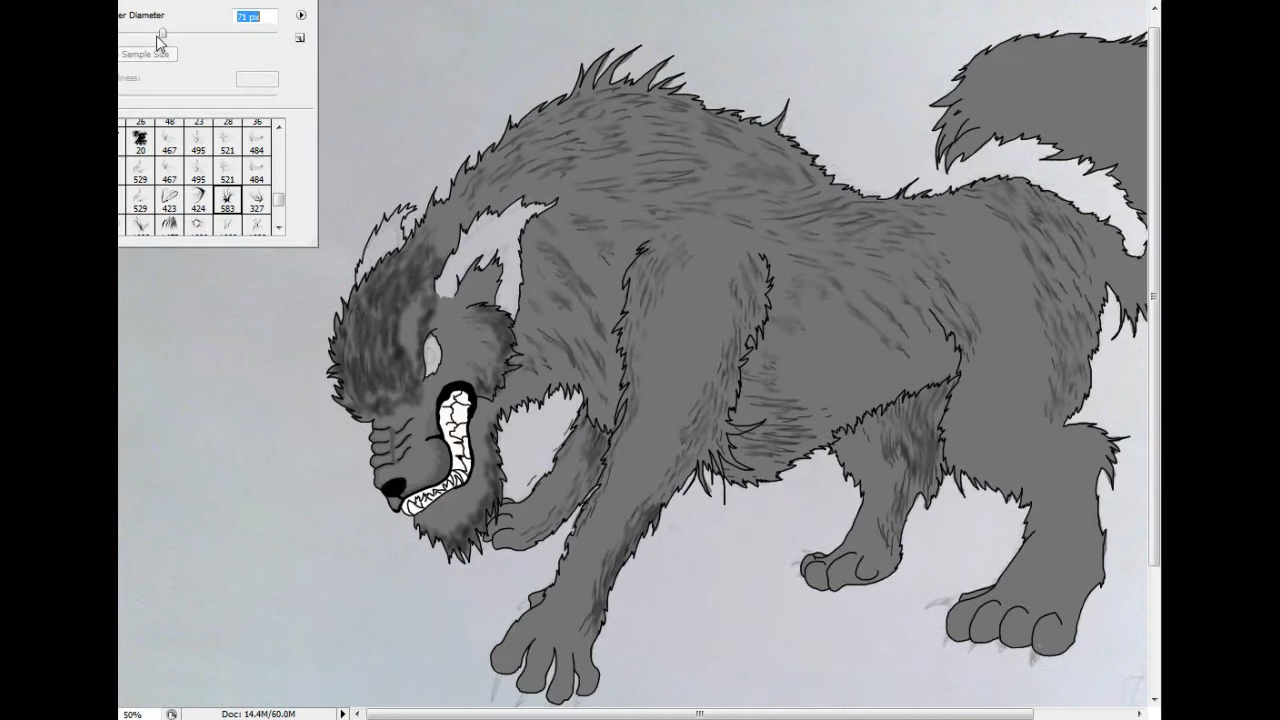 er Diameter 71 px
Sample Size
iness:
26 48 23 28 36
20 467 495 521 484
529 467 495 521 484
529 423 424 583 327
50% Doc: 14.4M/60.0M